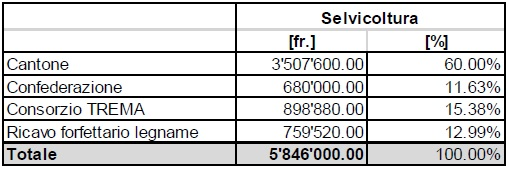 Selvicoltura
[fr.] [%]
Cantone 3'507'600.00 60.00%
Confederazione 680'000.00 11.63%
Consorzio TREMA 898'880.00 15.38%
Ricavo forfettario legname 759'520.00 12.99%
Totale 5'846'000.00 100.00%